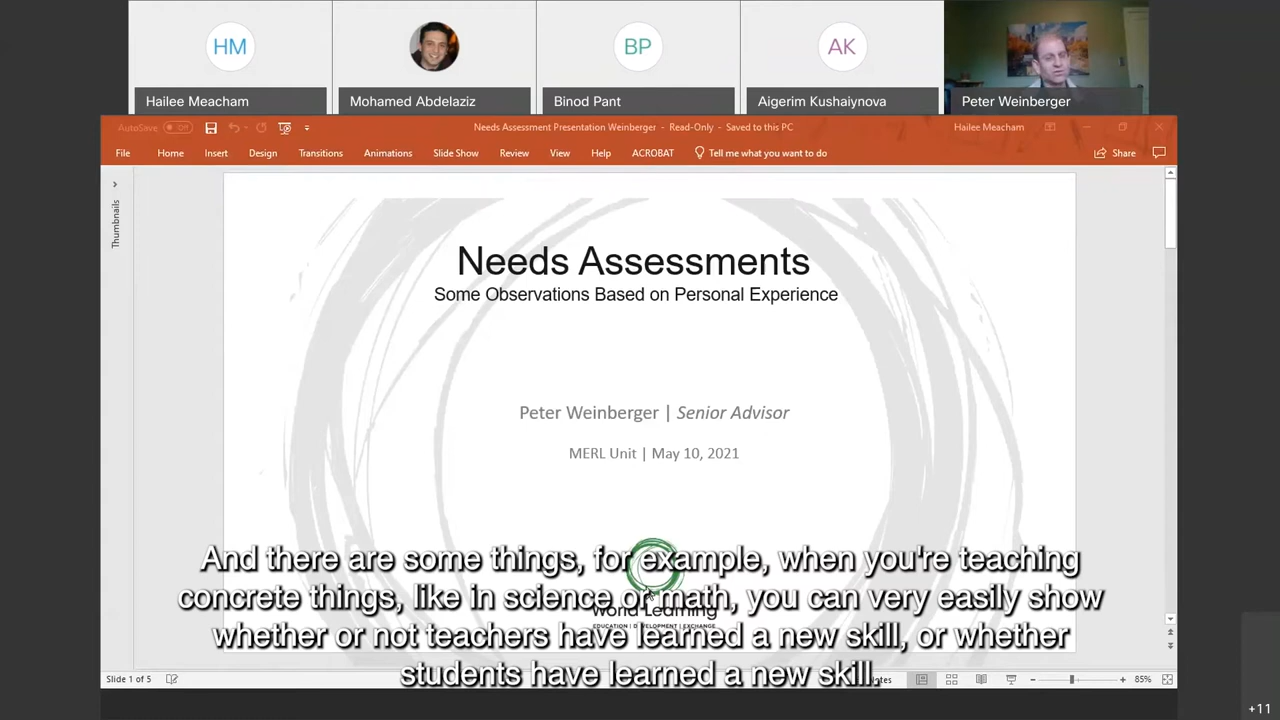 HM
BP
AK
Hailee Meacham
Mohamed Abdelaziz
Binod Pant
Aigerim Kushaiynova
Peter Weinberger
AutoSave
Off
Needs Assessment Presentation Weinberger - Read-Only - Saved to this PC
Hailee Meacham
File Home Insert Design Transitions Animations Slide Show Review View Help ACROBAT Tell me what you want to do Share
Thumbnails
Needs Assessments
Some Observations Based on Personal Experience
Peter Weinberger | Senior Advisor
MERL Unit | May 10, 2021
World Learning
EDUCATION | DEVELOPMENT | EXCHANGE
And there are some things, for example, when you're teaching
concrete things, like in science or math, you can very easily show
whether or not teachers have learned a new skill, or whether
students have learned a new skill.
Slide 1 of 5
85%
+11